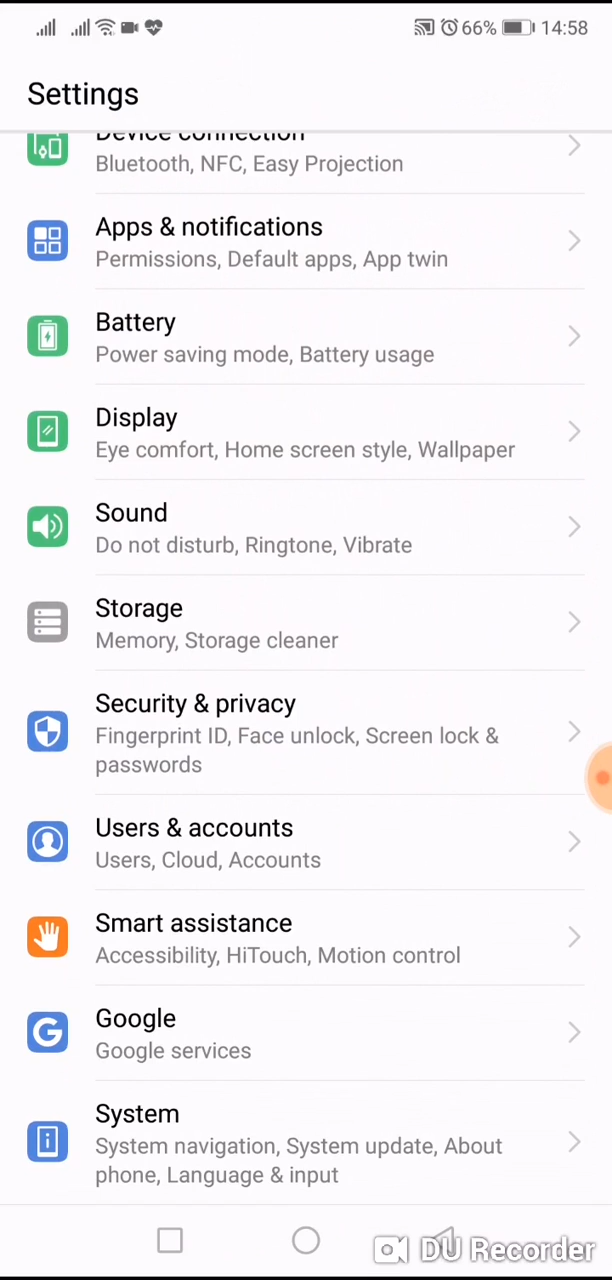 66% 14:58
Settings
Device connection
Bluetooth, NFC, Easy Projection
Apps & notifications
Permissions, Default apps, App twin
Battery
Power saving mode, Battery usage
Display
Eye comfort, Home screen style, Wallpaper
Sound
Do not disturb, Ringtone, Vibrate
Storage
Memory, Storage cleaner
Security & privacy
Fingerprint ID, Face unlock, Screen lock &
passwords
Users & accounts
Users, Cloud, Accounts
Smart assistance
Accessibility, HiTouch, Motion control
Google
Google services
System
System navigation, System update, About
phone, Language & input
DU Recorder